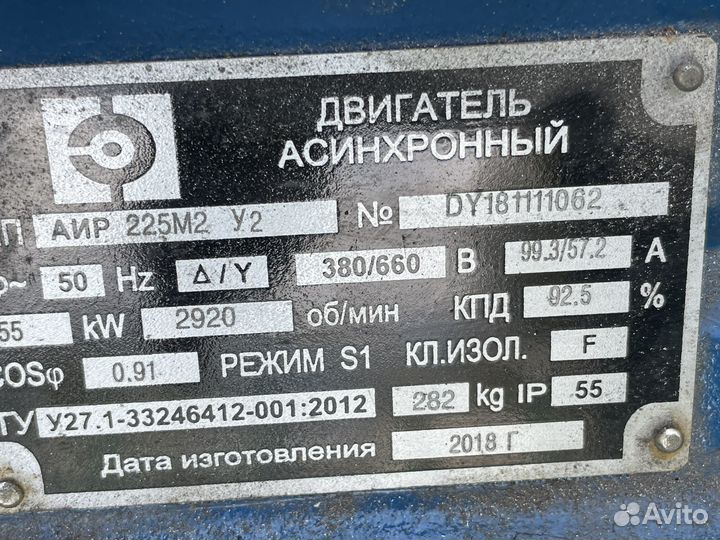 ДВИГАТЕЛЬ
АСИНХРОННЫЙ
П АИР 225М2 У2 № DY181111062
~ 50 Hz Δ/Y 380/660 В 99.3/57.2 А
55 kW 2920 об/мин КПД 92.5 %
COSφ 0.91 РЕЖИМ S1 КЛ.ИЗОЛ. F
ТУ У27.1-33246412-001:2012 282 kg IP 55
Дата изготовления 2018 Г
Avito